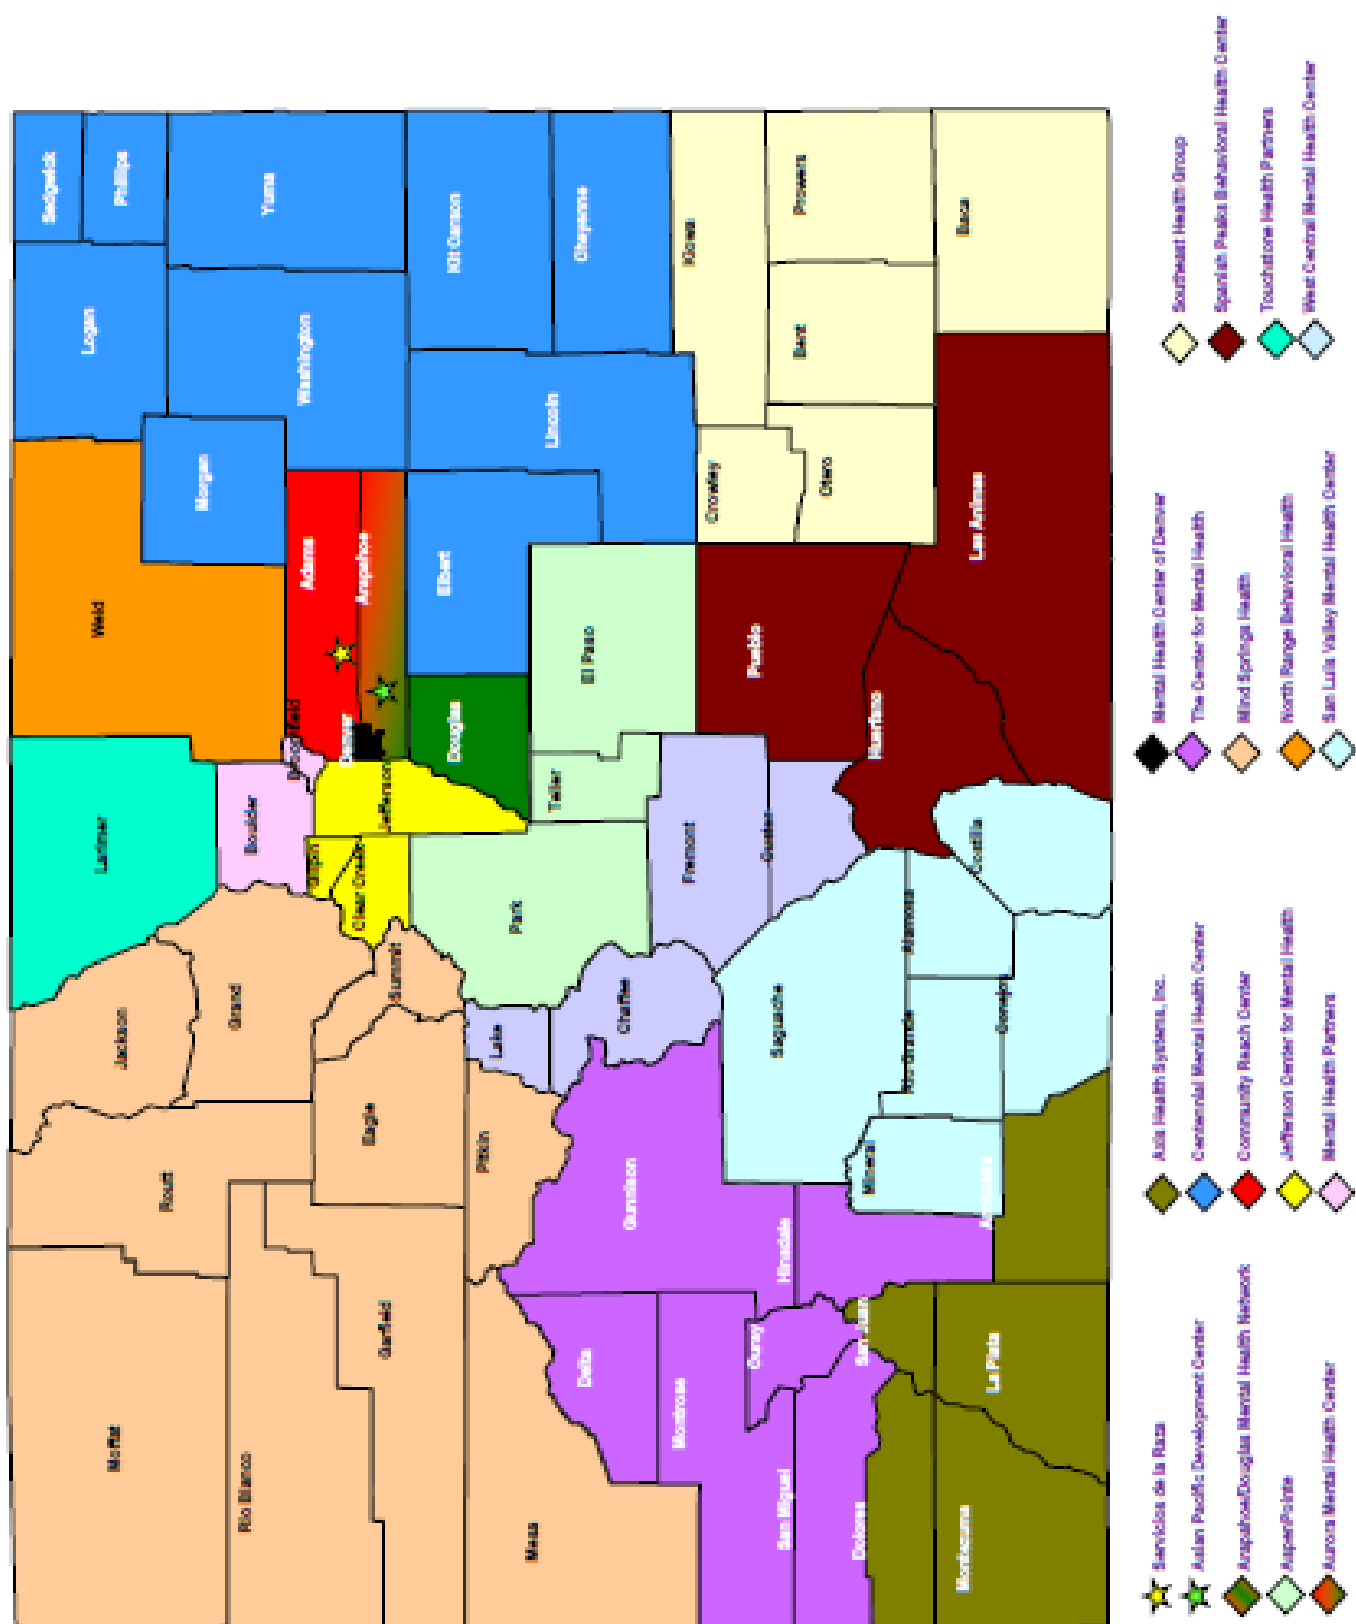 Moffat
Routt
Jackson
Larimer
Weld
Logan
Sedgwick
Phillips
Morgan
Washington
Yuma
Rio Blanco
Garfield
Grand
Boulder
Eagle
Summit
Clear Creek
Jefferson
Denver
Adams
Arapahoe
Douglas
Elbert
Lincoln
Kit Carson
Cheyenne
Mesa
Pitkin
Lake
Park
Teller
El Paso
Delta
Gunnison
Chaffee
Fremont
Custer
Pueblo
Crowley
Kiowa
Otero
Bent
Prowers
Montrose
Ouray
San Miguel
Hinsdale
Saguache
Dolores
San Juan
Mineral
Rio Grande
Alamosa
Huerfano
Montezuma
La Plata
Archuleta
Conejos
Costilla
Las Animas
Baca
Servicios de la Raza
Asian Pacific Development Center
Arapahoe/Douglas Mental Health Network
AspenPointe
Aurora Mental Health Center
Axis Health Systems, Inc.
Centennial Mental Health Center
Community Reach Center
Jefferson Center for Mental Health
Mental Health Partners
Mental Health Center of Denver
The Center for Mental Health
Mind Springs Health
North Range Behavioral Health
San Luis Valley Mental Health Center
Southeast Health Group
Spanish Peaks Behavioral Health Center
Touchstone Health Partners
West Central Mental Health Center